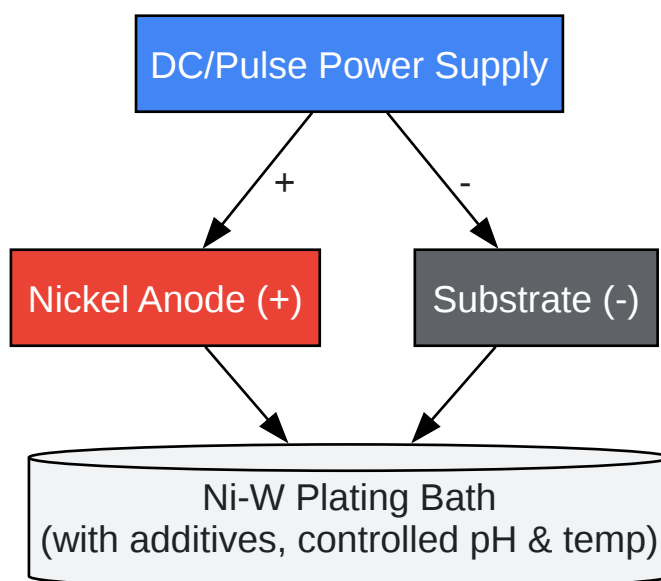 DC/Pulse Power Supply
+
-
Nickel Anode (+)
Substrate (-)
Ni-W Plating Bath
(with additives, controlled pH & temp)